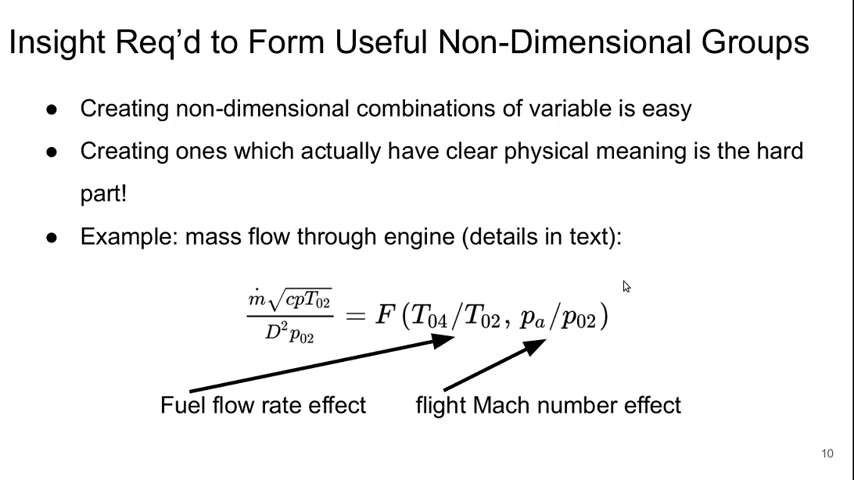 Insight Req'd to Form Useful Non-Dimensional Groups
● Creating non-dimensional combinations of variable is easy
● Creating ones which actually have clear physical meaning is the hard
part!
● Example: mass flow through engine (details in text):
ṁ√(cpT₀₂) / (D²p₀₂) = F (T₀₄/T₀₂, pₐ/p₀₂)
Fuel flow rate effect flight Mach number effect
10